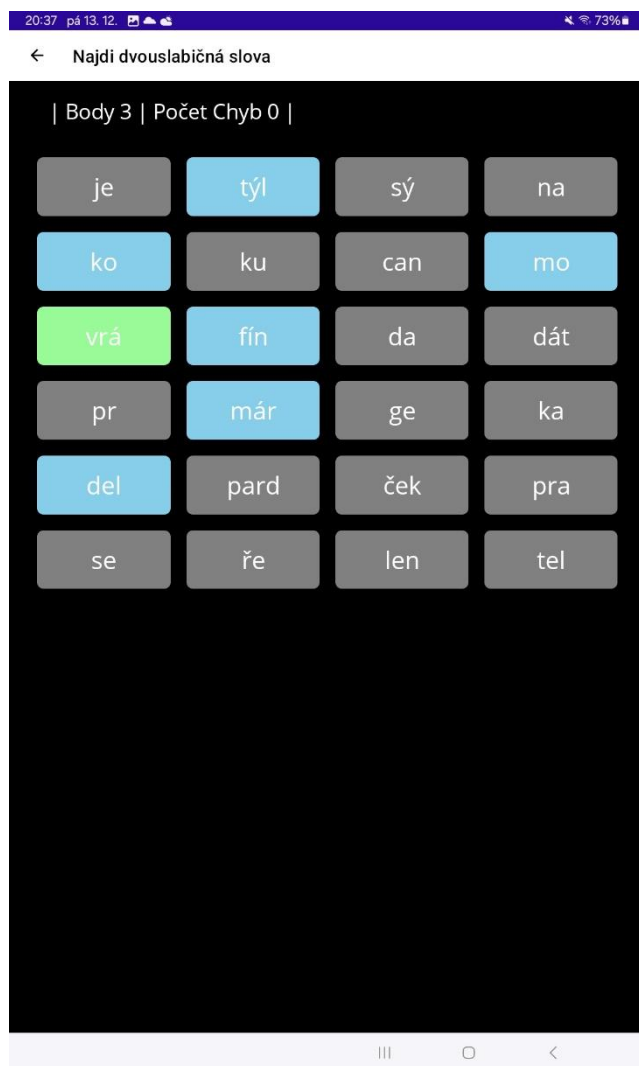 20:37 pá 13. 12. 73%
Najdi dvouslabičná slova
| Body 3 | Počet Chyb 0 |
je týl sý na
ko ku can mo
vrá fín da dát
pr már ge ka
del pard ček pra
se ře len tel